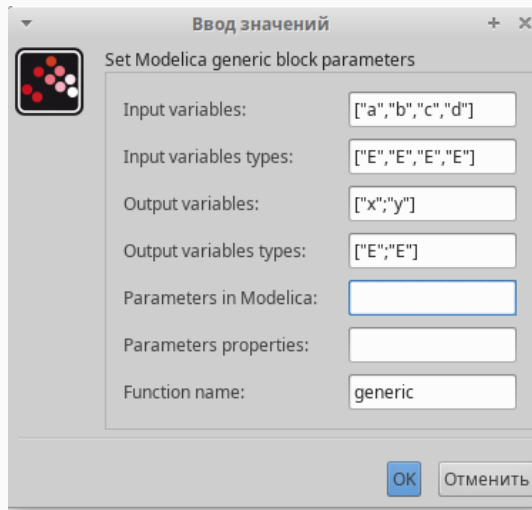 Ввод значений
Set Modelica generic block parameters
Input variables: ["a","b","c","d"]
Input variables types: ["E","E","E","E"]
Output variables: ["x";"y"]
Output variables types: ["E";"E"]
Parameters in Modelica:
Parameters properties:
Function name: generic
OK Отменить